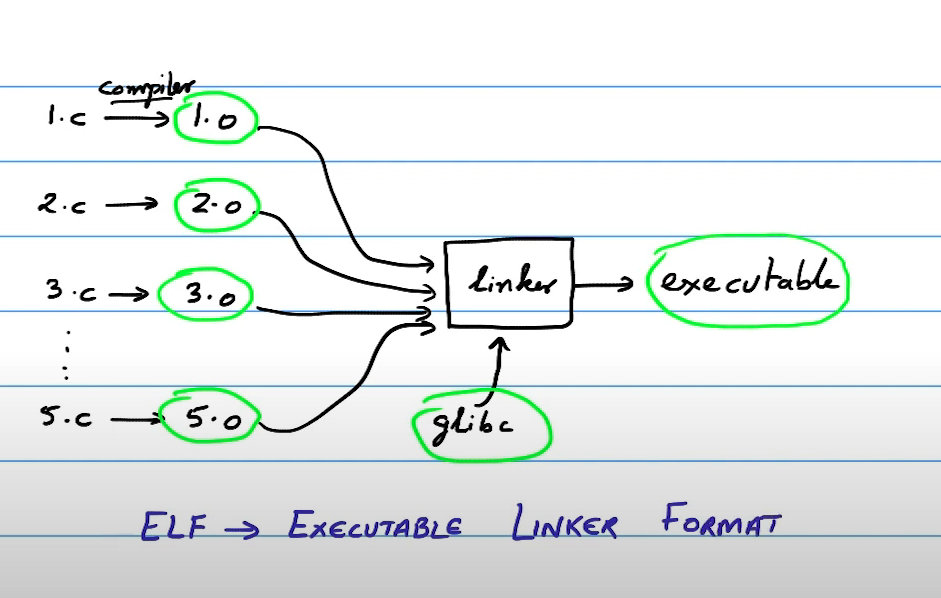 compiler
1.c → 1.o
2.c → 2.o
3.c → 3.o
linker → executable
5.c → 5.o
glibc
ELF → EXECUTABLE LINKER FORMAT